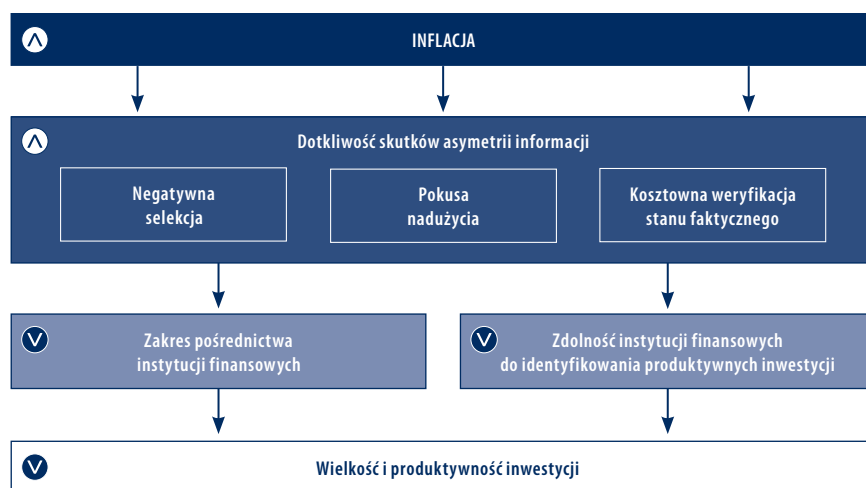 INFLACJA
Dotkliwość skutków asymetrii informacji
Negatywna
selekcja
Pokusa
nadużycia
Kosztowna weryfikacja
stanu faktycznego
Zakres pośrednictwa
instytucji finansowych
Zdolność instytucji finansowych
do identyfikowania produktywnych inwestycji
Wielkość i produktywność inwestycji